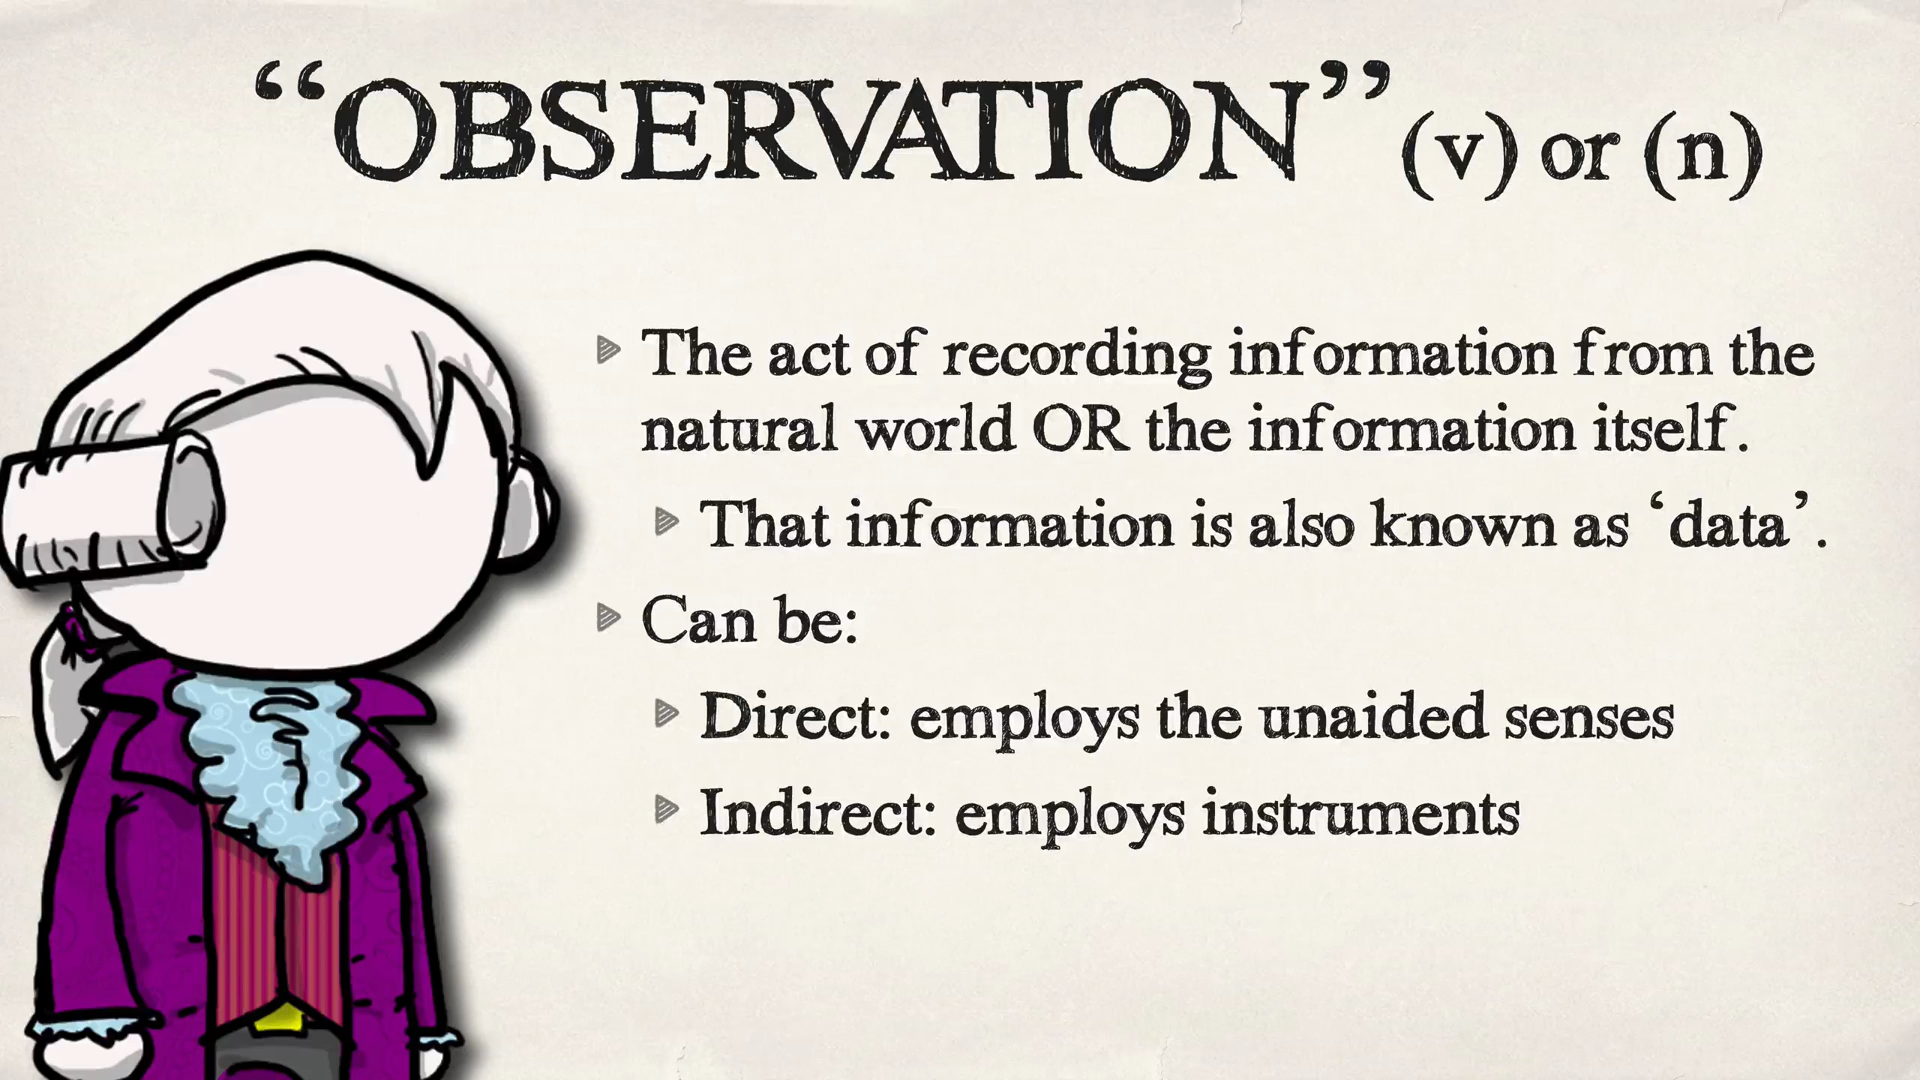 “OBSERVATION” (v) or (n)
The act of recording information from the
natural world OR the information itself.
That information is also known as ‘data’.
Can be:
Direct: employs the unaided senses
Indirect: employs instruments